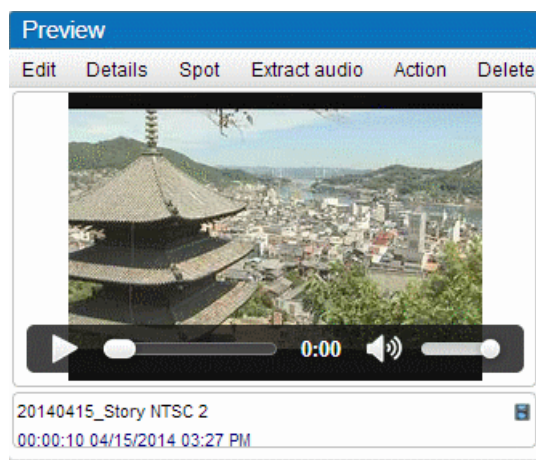 Preview
Edit Details Spot Extract audio Action Delete
0:00
20140415_Story NTSC 2
00:00:10 04/15/2014 03:27 PM